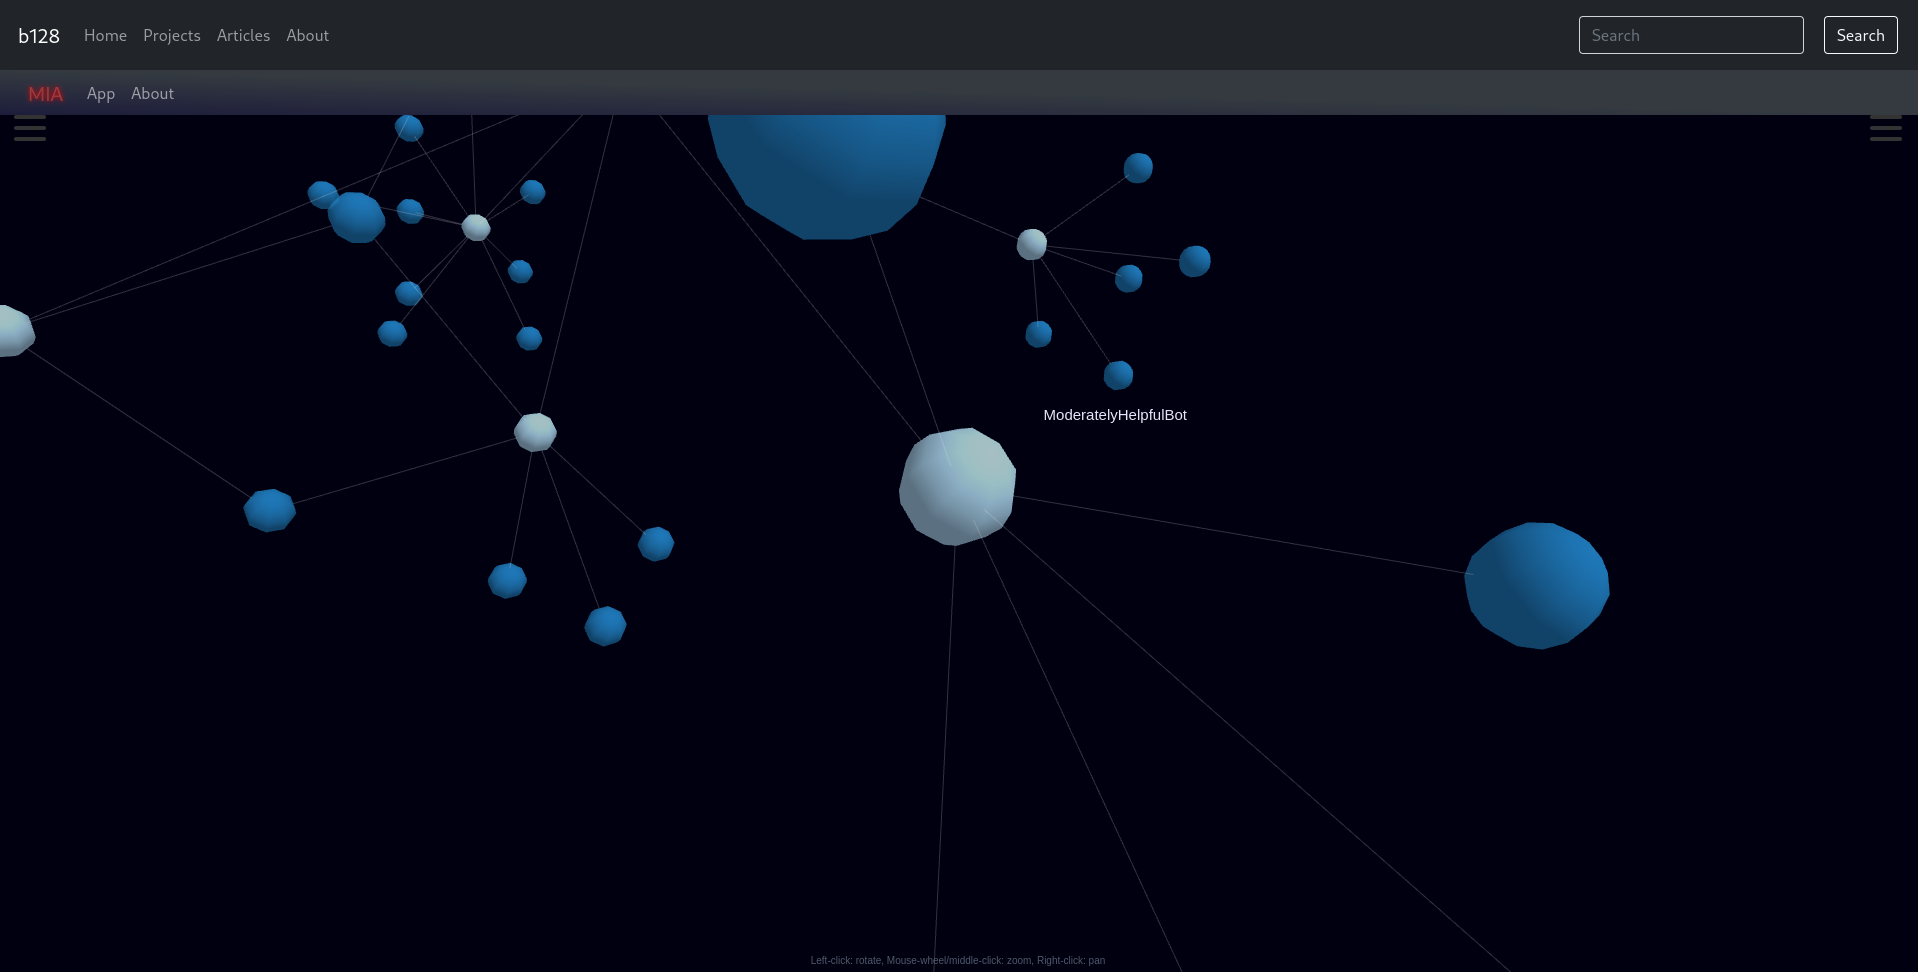 b128 Home Projects Articles About Search Search
MIA App About
ModeratelyHelpfulBot
Left-click: rotate, Mouse-wheel/middle-click: zoom, Right-click: pan